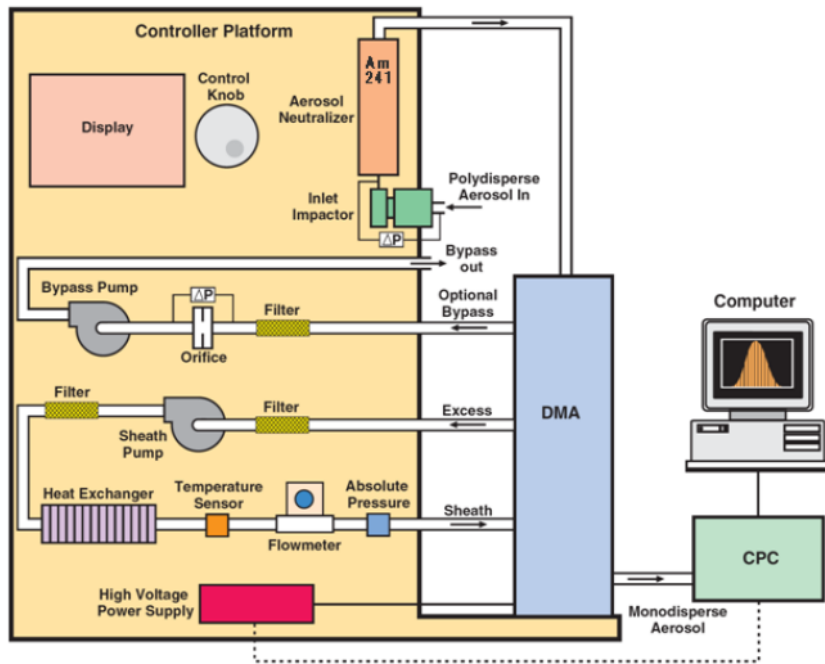 Controller Platform
Display
Control
Knob
Am
241
Aerosol
Neutralizer
Inlet
Impactor
ΔP
Polydisperse
Aerosol In
Bypass
out
Bypass Pump
ΔP
Orifice
Filter
Optional
Bypass
Filter
Sheath
Pump
Filter
Excess
DMA
Heat Exchanger
Temperature
Sensor
Flowmeter
Absolute
Pressure
Sheath
High Voltage
Power Supply
Computer
CPC
Monodisperse
Aerosol